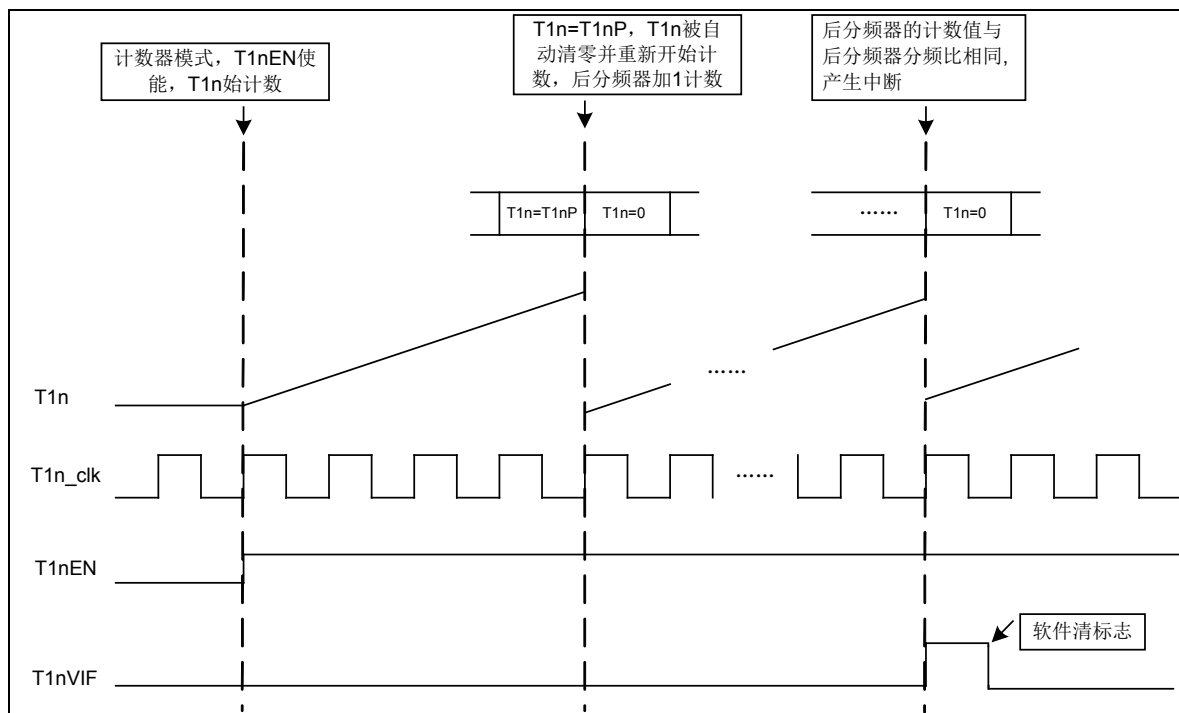 计数器模式，T1nEN使
能，T1n始计数
T1n=T1nP，T1n被自
动清零并重新开始计
数，后分频器加1计数
后分频器的计数值与
后分频器分频比相同,
产生中断
T1n=T1nP
T1n=0
……
T1n=0
……
T1n
T1n_clk
……
T1nEN
软件清标志
T1nVIF